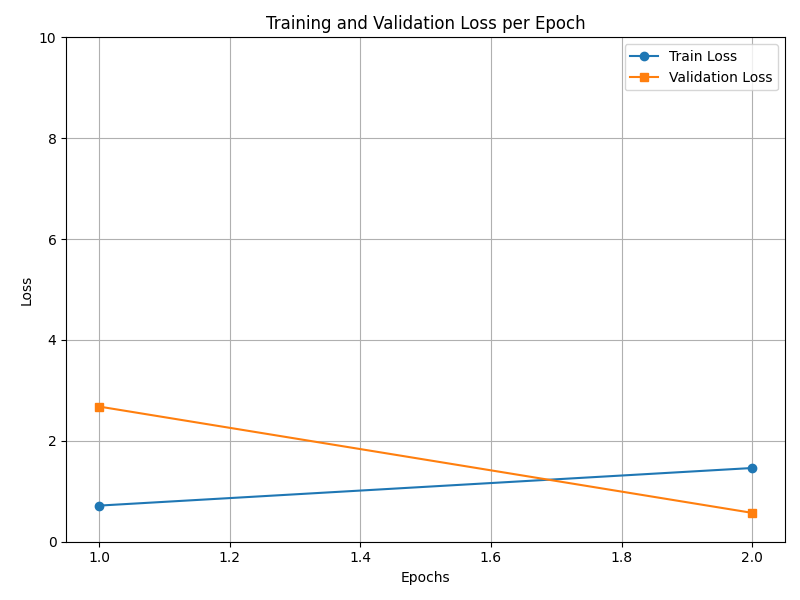 Training and Validation Loss per Epoch
10
8
6
4
2
0
Loss
Train Loss
Validation Loss
1.0 1.2 1.4 1.6 1.8 2.0
Epochs